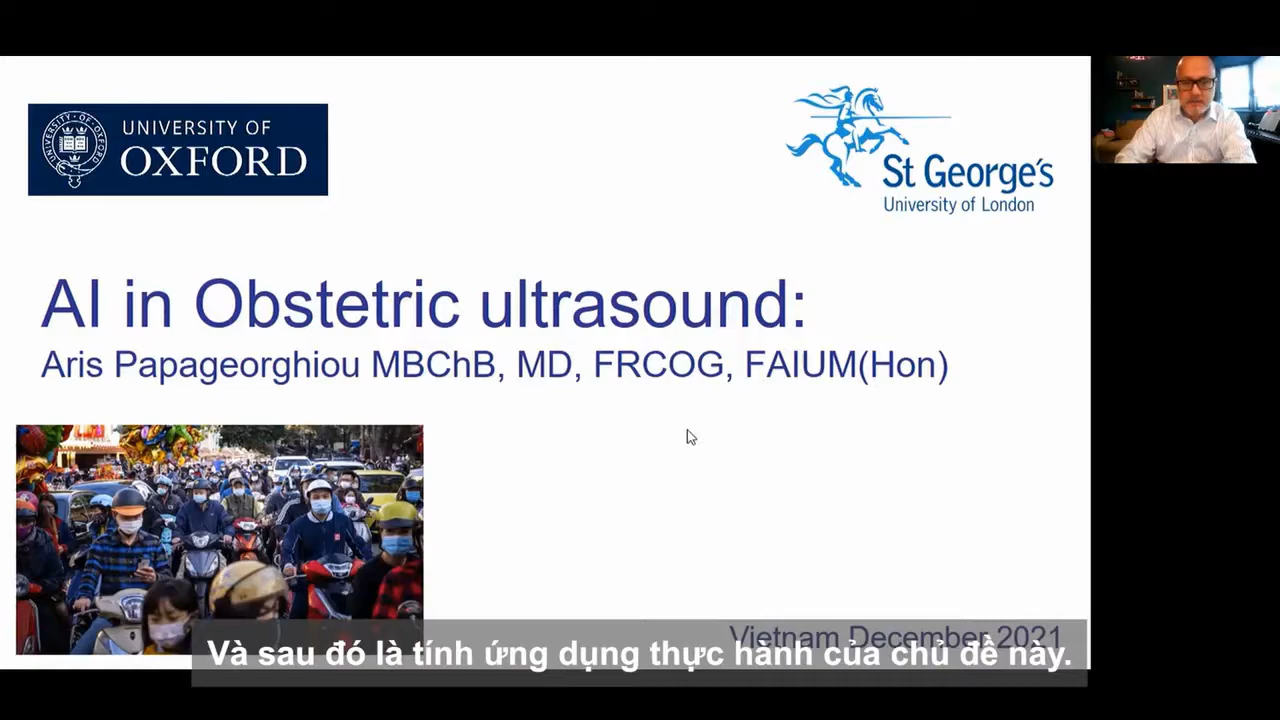 UNIVERSITY OF
OXFORD
St George's
University of London
AI in Obstetric ultrasound:
Aris Papageorghiou MBChB, MD, FRCOG, FAIUM(Hon)
Vietnam December 2021
Và sau đó là tính ứng dụng thực hành của chủ đề này.